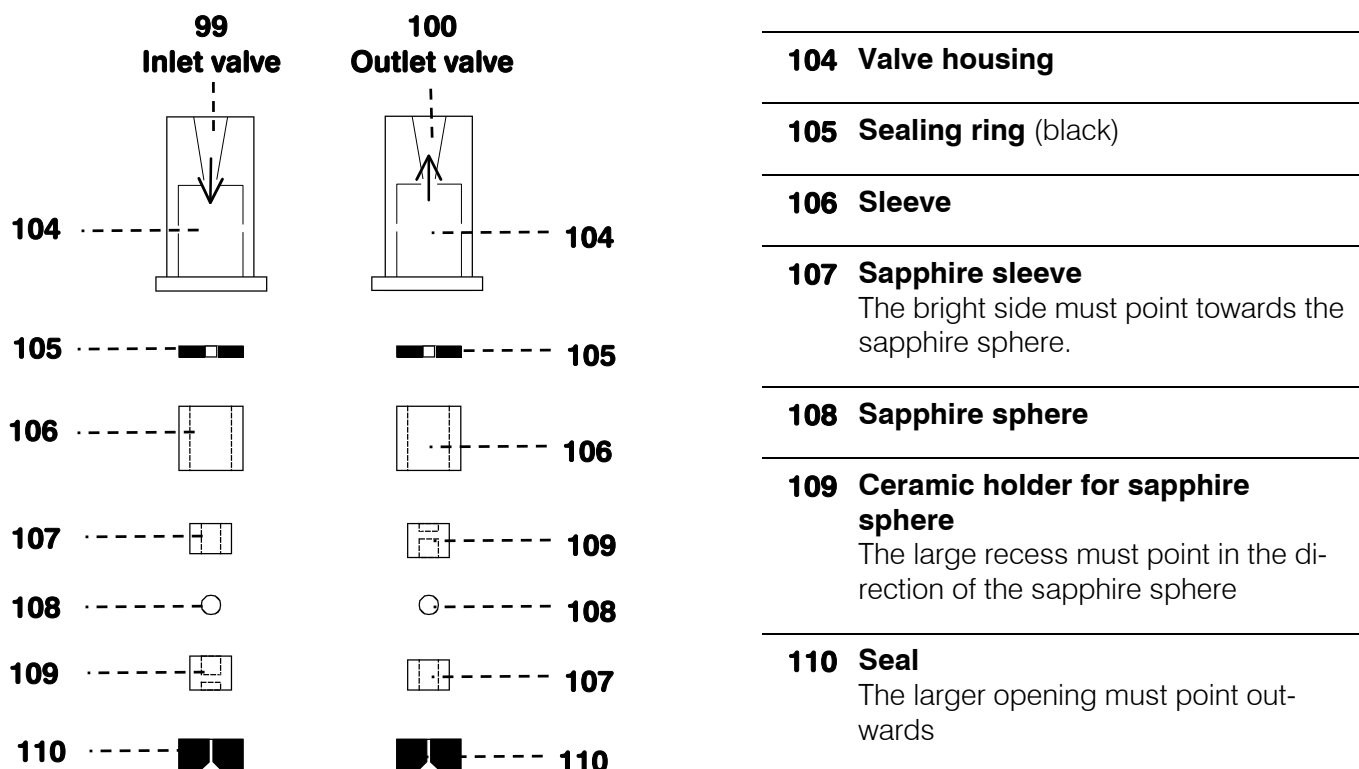 99
Inlet valve
100
Outlet valve
104
104
105
105
106
106
107
109
108
108
109
107
110
110
104 Valve housing
105 Sealing ring (black)
106 Sleeve
107 Sapphire sleeve
The bright side must point towards the
sapphire sphere.
108 Sapphire sphere
109 Ceramic holder for sapphire
sphere
The large recess must point in the di-
rection of the sapphire sphere
110 Seal
The larger opening must point out-
wards